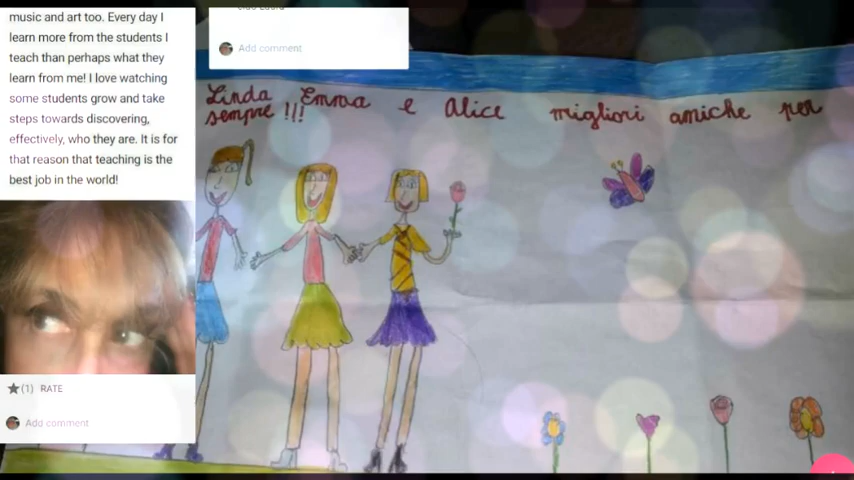 music and art too. Every day I
learn more from the students I
teach than perhaps what they
learn from me! I love watching
some students grow and take
steps towards discovering,
effectively, who they are. It is for
that reason that teaching is the
best job in the world!
(1) RATE
Add comment
Add comment
Linda Emma e Alice migliori amiche per
sempre !!!